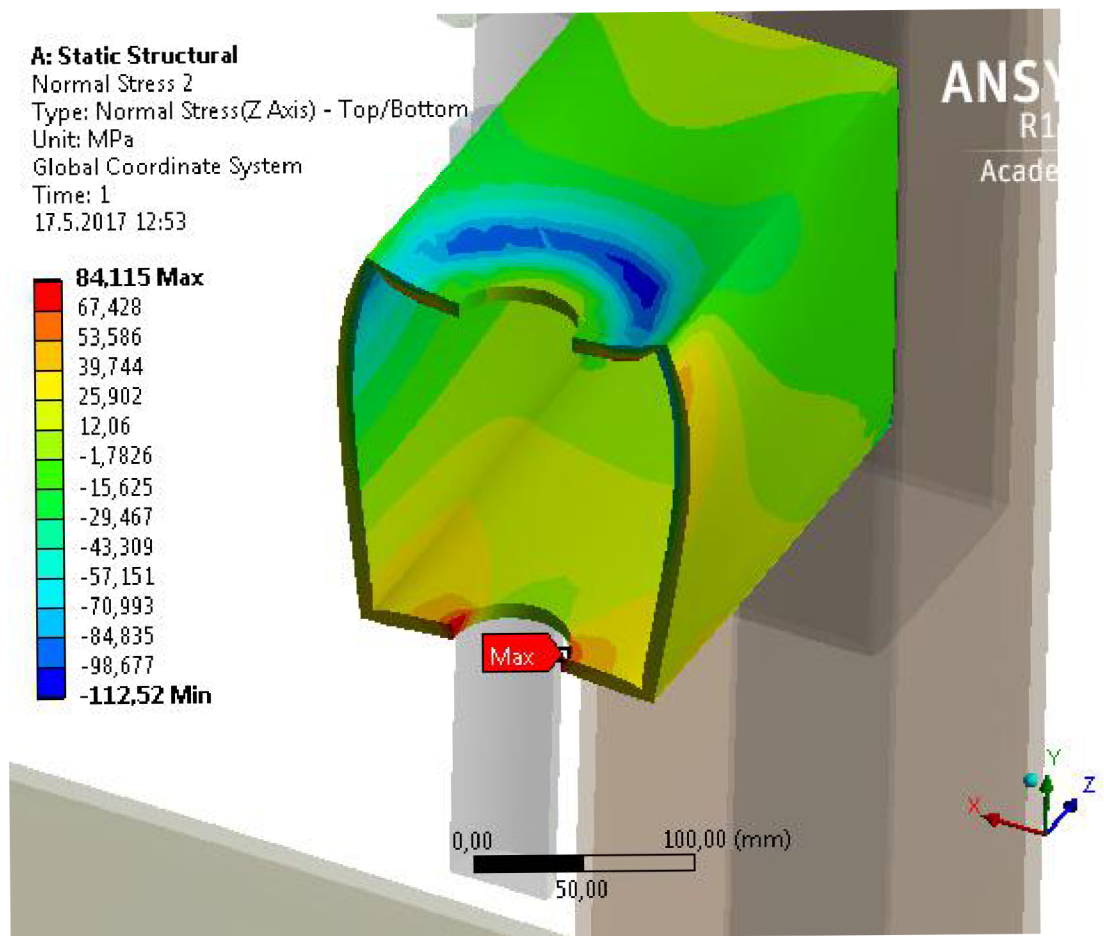 A: Static Structural
Normal Stress 2
Type: Normal Stress(Z Axis) - Top/Bottom
Unit: MPa
Global Coordinate System
Time: 1
17.5.2017 12:53
84,115 Max
67,428
53,586
39,744
25,902
12,06
-1,7826
-15,625
-29,467
-43,309
-57,151
-70,993
-84,835
-98,677
-112,52 Min
ANSY
R1
Acade
Max
0,00
100,00 (mm)
50,00
Y
Z
X